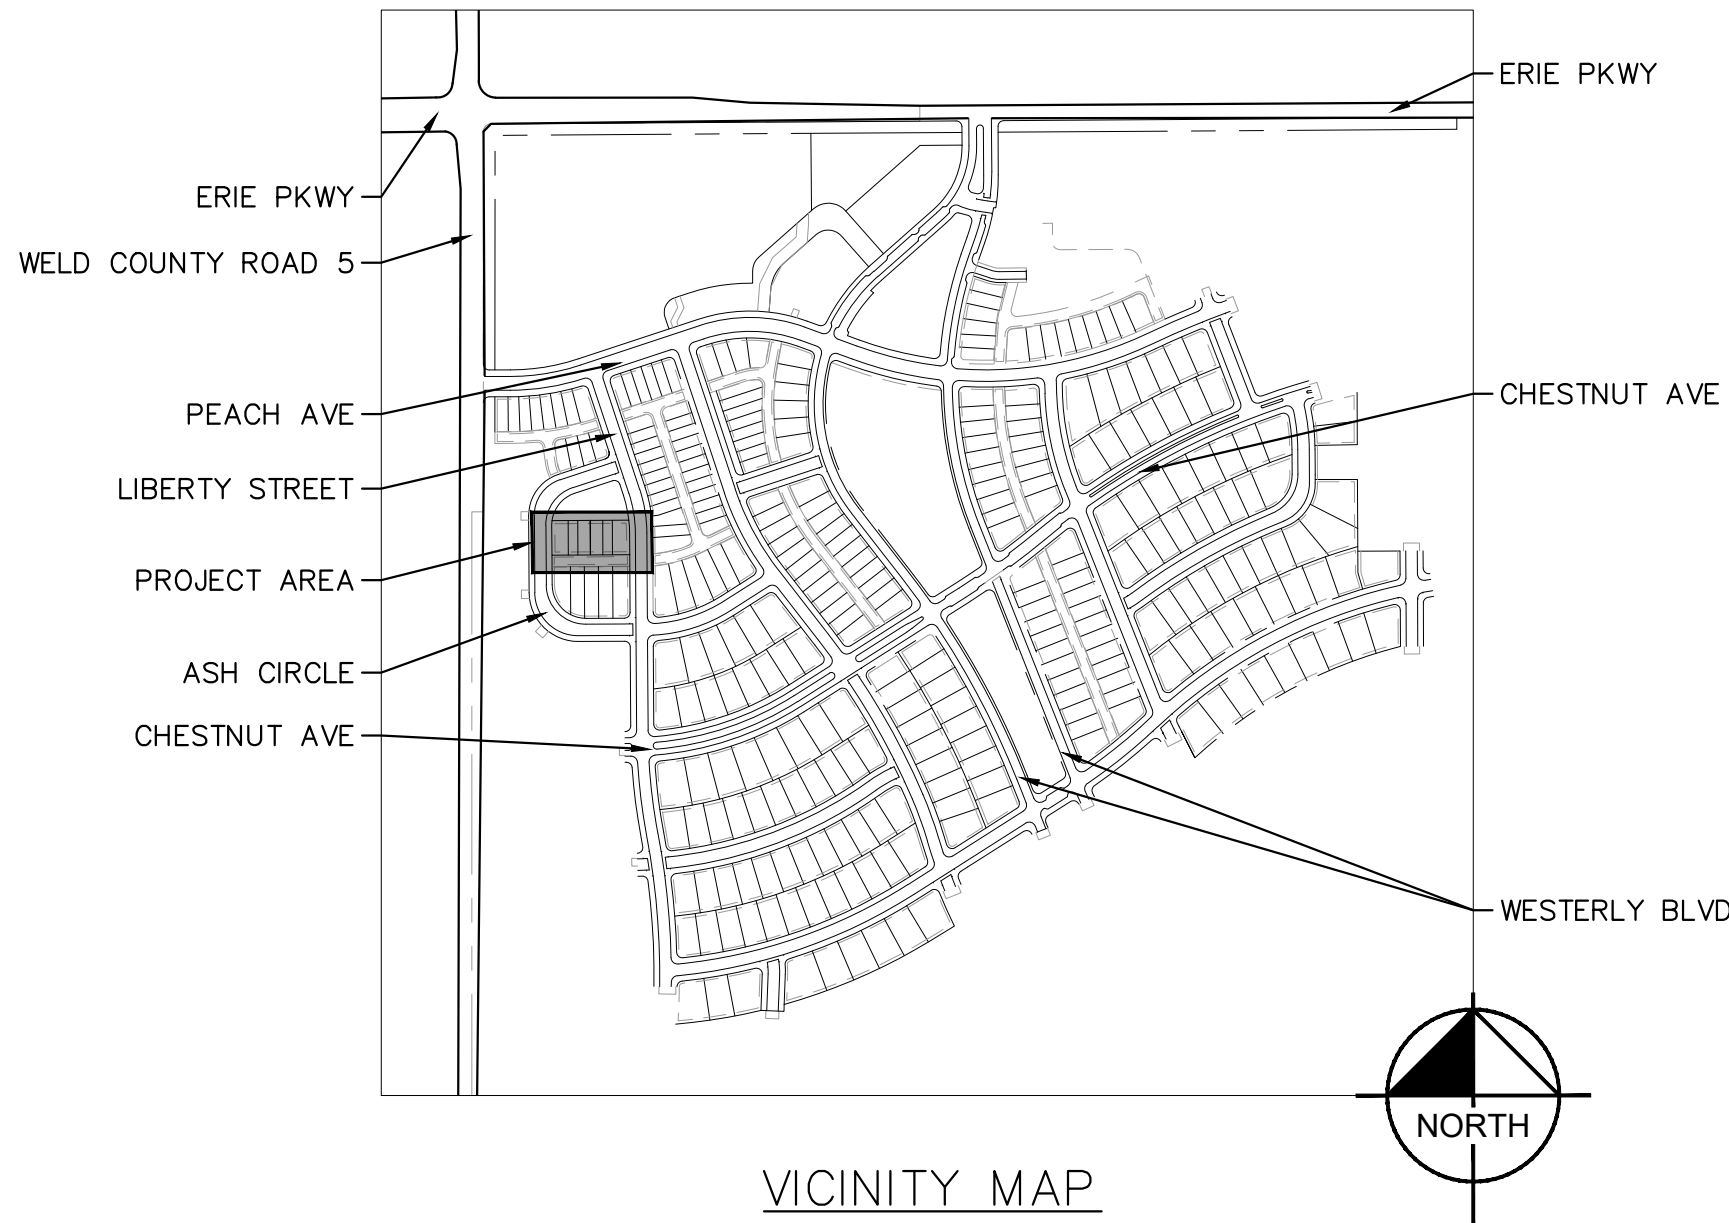 ERIE PKWY
ERIE PKWY
WELD COUNTY ROAD 5
CHESTNUT AVE
PEACH AVE
LIBERTY STREET
PROJECT AREA
ASH CIRCLE
CHESTNUT AVE
WESTERLY BLVD
NORTH
VICINITY MAP